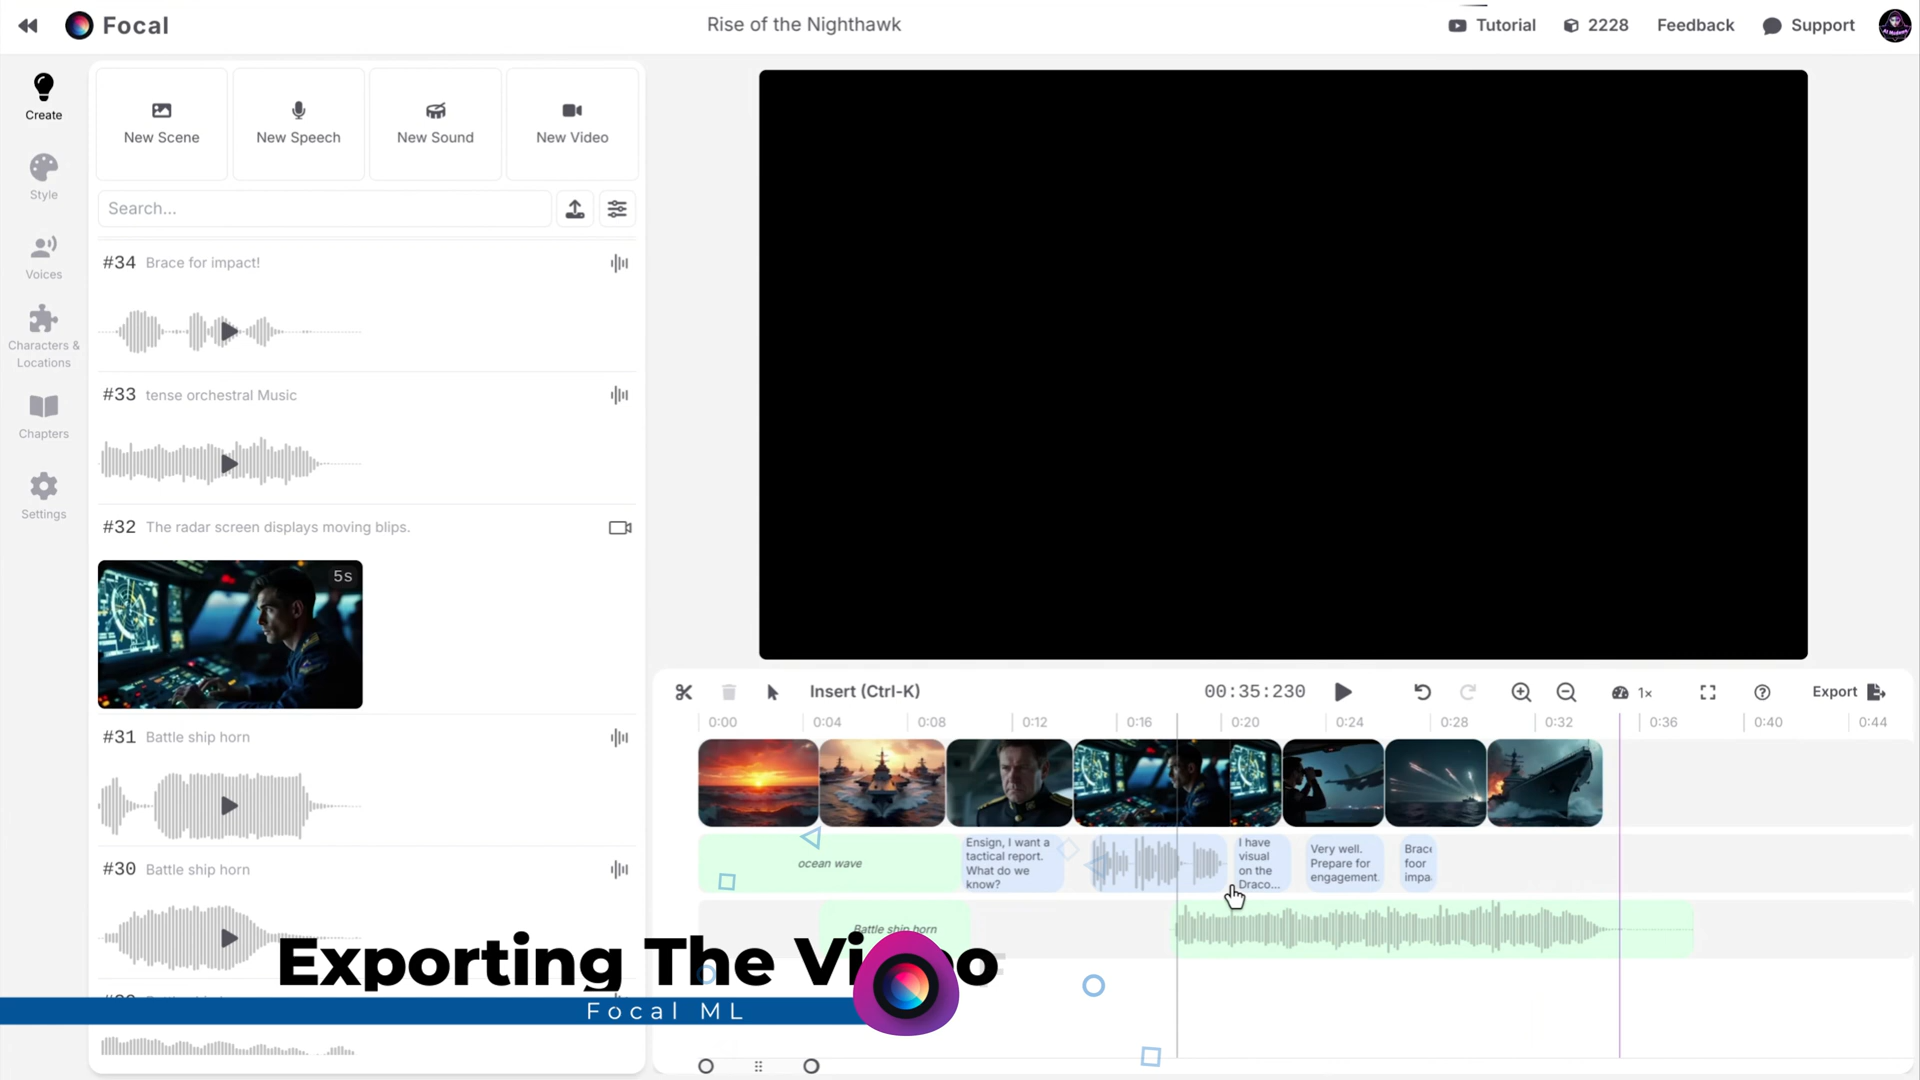 Focal
Rise of the Nighthawk
Tutorial
2228
Feedback
Support
Create
Style
Voices
Characters &
Locations
Chapters
Settings
New Scene
New Speech
New Sound
New Video
Search...
#34 Brace for impact!
#33 tense orchestral Music
#32 The radar screen displays moving blips.
5s
#31 Battle ship horn
#30 Battle ship horn
Insert (Ctrl-K)
00:35:230
1×
Export
0:00
0:04
0:08
0:12
0:16
0:20
0:24
0:28
0:32
0:36
0:40
0:44
ocean wave
Ensign, I want a
tactical report.
What do we
know?
I have
visual
on the
Draco...
Very well.
Prepare for
engagement.
Brace
foor
impa
Battle ship horn
Exporting The Vi o
Focal ML